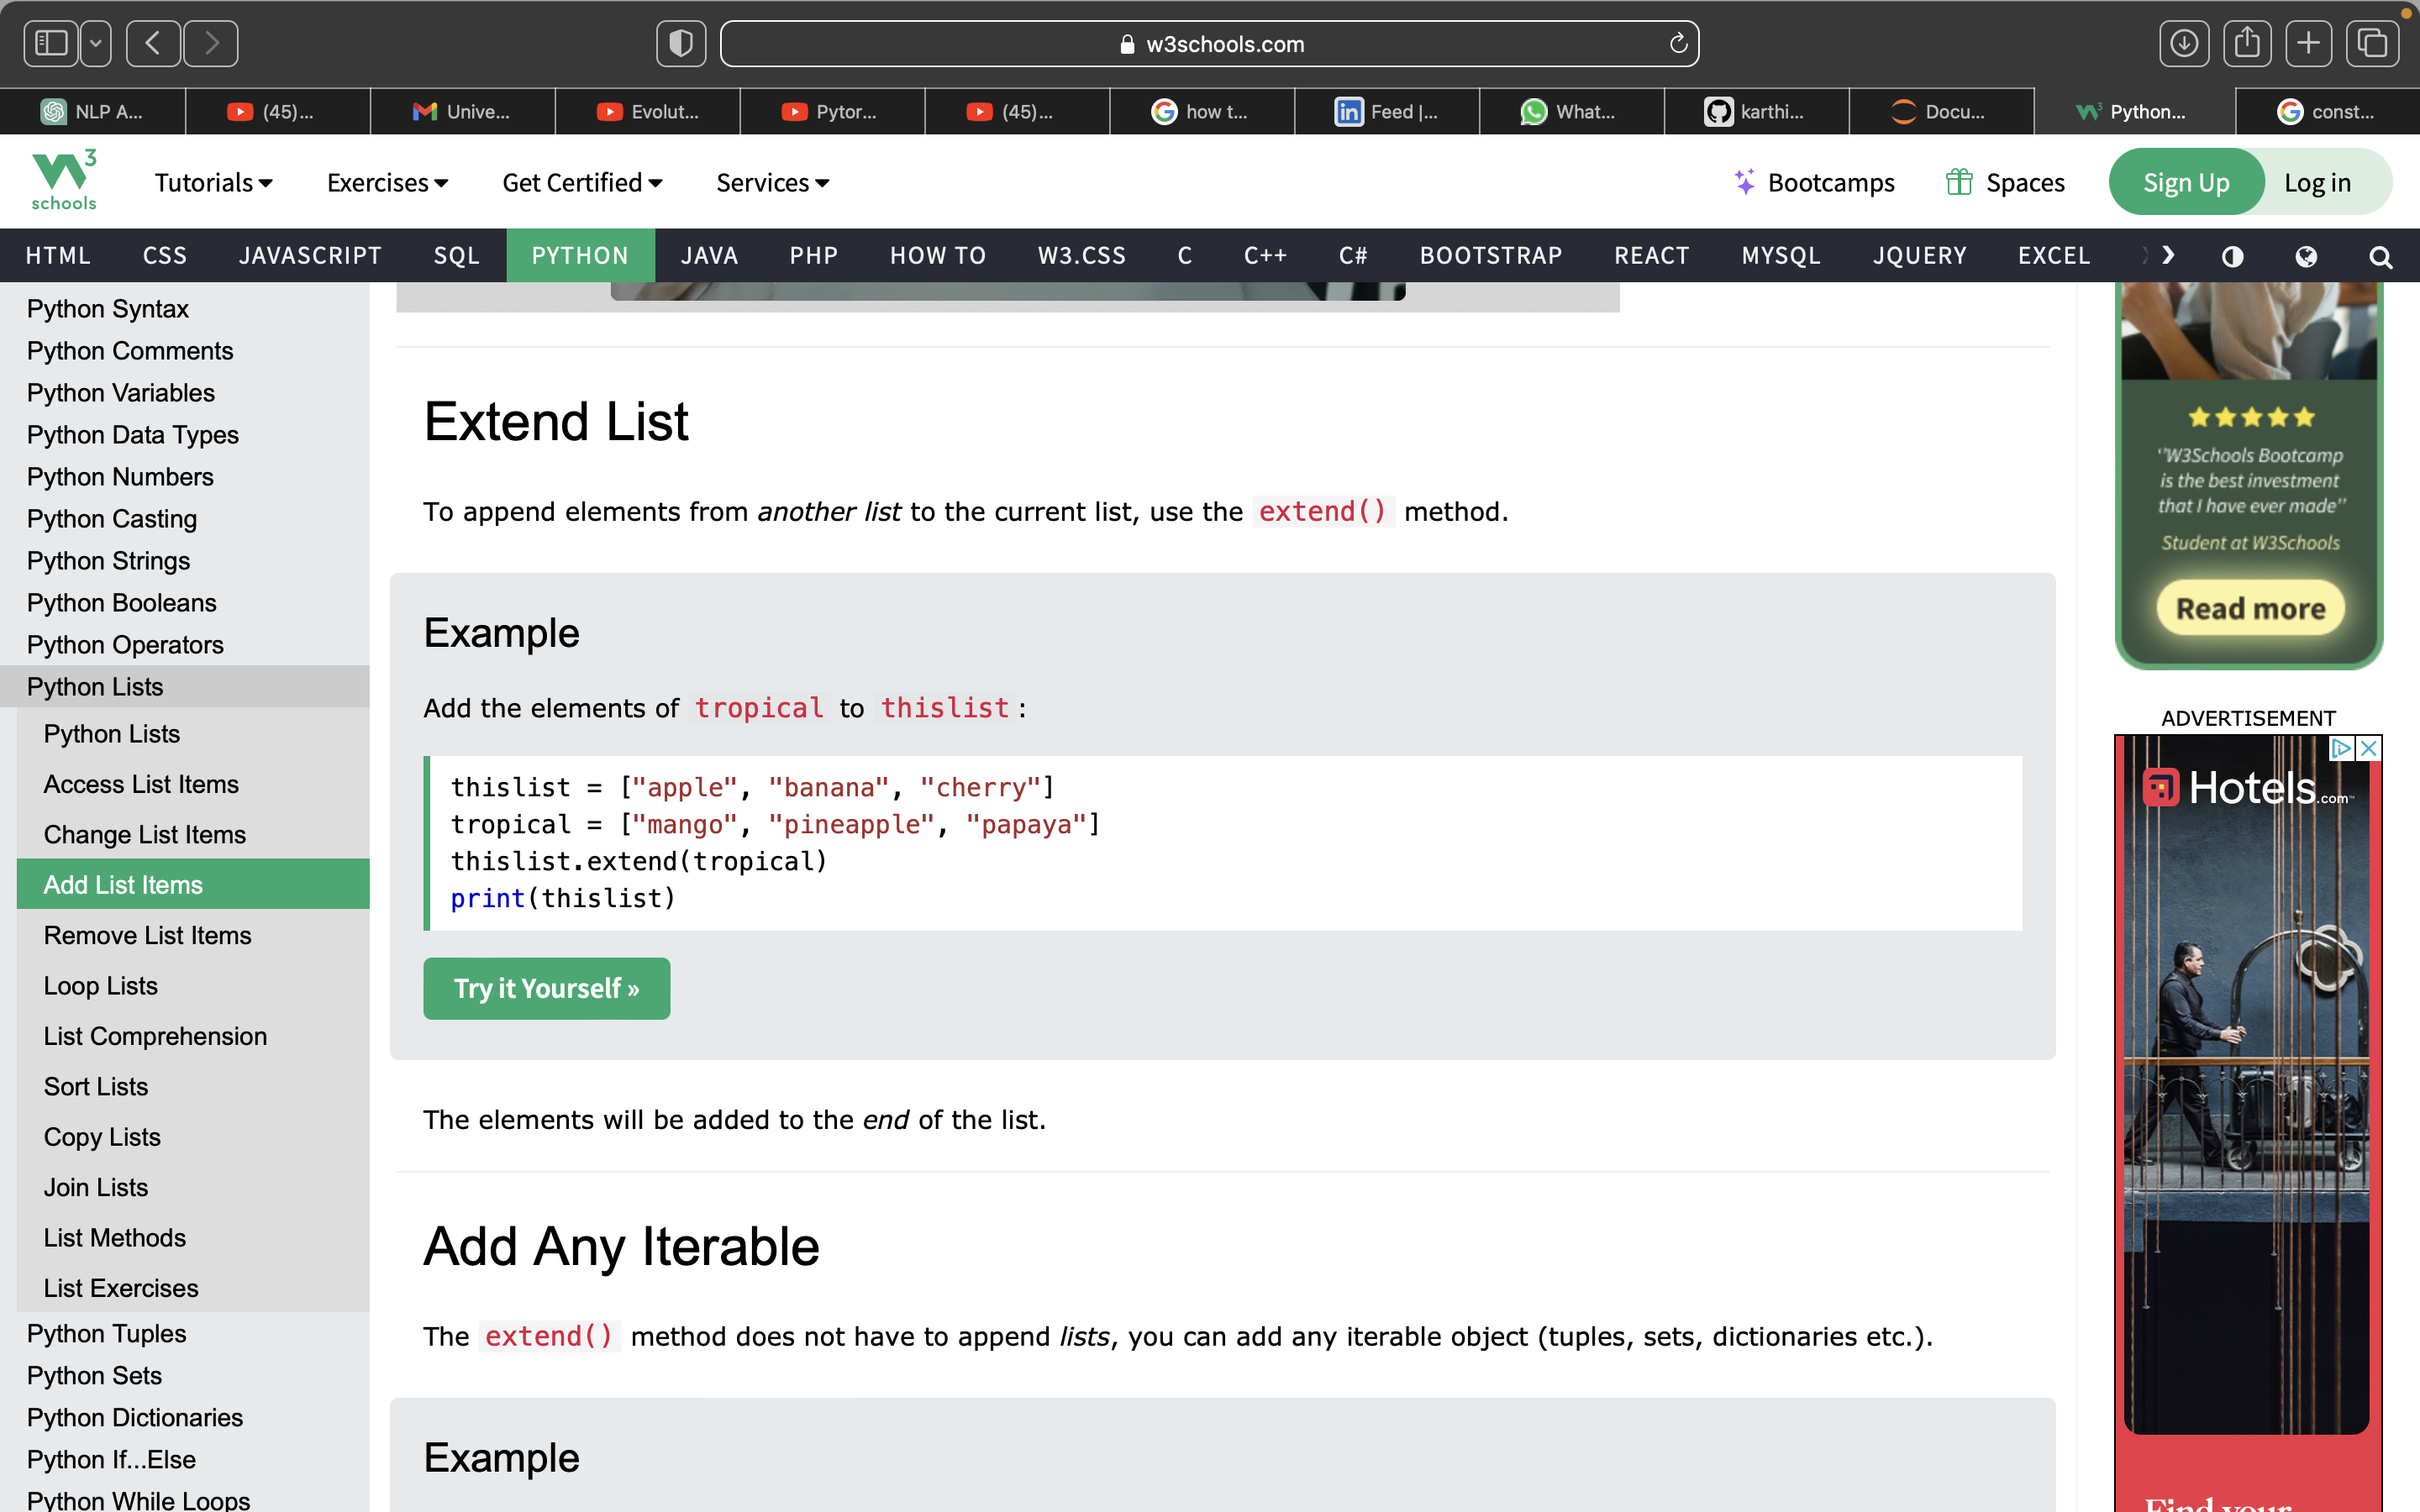 w3schools.com
NLP A...
(45)...
Unive...
Evolut...
Pytor...
(45)...
how t...
Feed |...
What...
karthi...
Docu...
Python...
const...
W3 schools
Tutorials
Exercises
Get Certified
Services
Bootcamps
Spaces
Sign Up
Log in
HTML
CSS
JAVASCRIPT
SQL
PYTHON
JAVA
PHP
HOW TO
W3.CSS
C
C++
C#
BOOTSTRAP
REACT
MYSQL
JQUERY
EXCEL
Python Syntax
Python Comments
Python Variables
Python Data Types
Python Numbers
Python Casting
Python Strings
Python Booleans
Python Operators
Python Lists
Python Lists
Access List Items
Change List Items
Add List Items
Remove List Items
Loop Lists
List Comprehension
Sort Lists
Copy Lists
Join Lists
List Methods
List Exercises
Python Tuples
Python Sets
Python Dictionaries
Python If...Else
Python While Loops
Extend List
To append elements from another list to the current list, use the extend() method.
Example
Add the elements of tropical to thislist:
thislist = ["apple", "banana", "cherry"]
tropical = ["mango", "pineapple", "papaya"]
thislist.extend(tropical)
print(thislist)
Try it Yourself »
The elements will be added to the end of the list.
Add Any Iterable
The extend() method does not have to append lists, you can add any iterable object (tuples, sets, dictionaries etc.).
Example
''W3Schools Bootcamp
is the best investment
that I have ever made''
Student at W3Schools
Read more
ADVERTISEMENT
Hotels.com
Find your